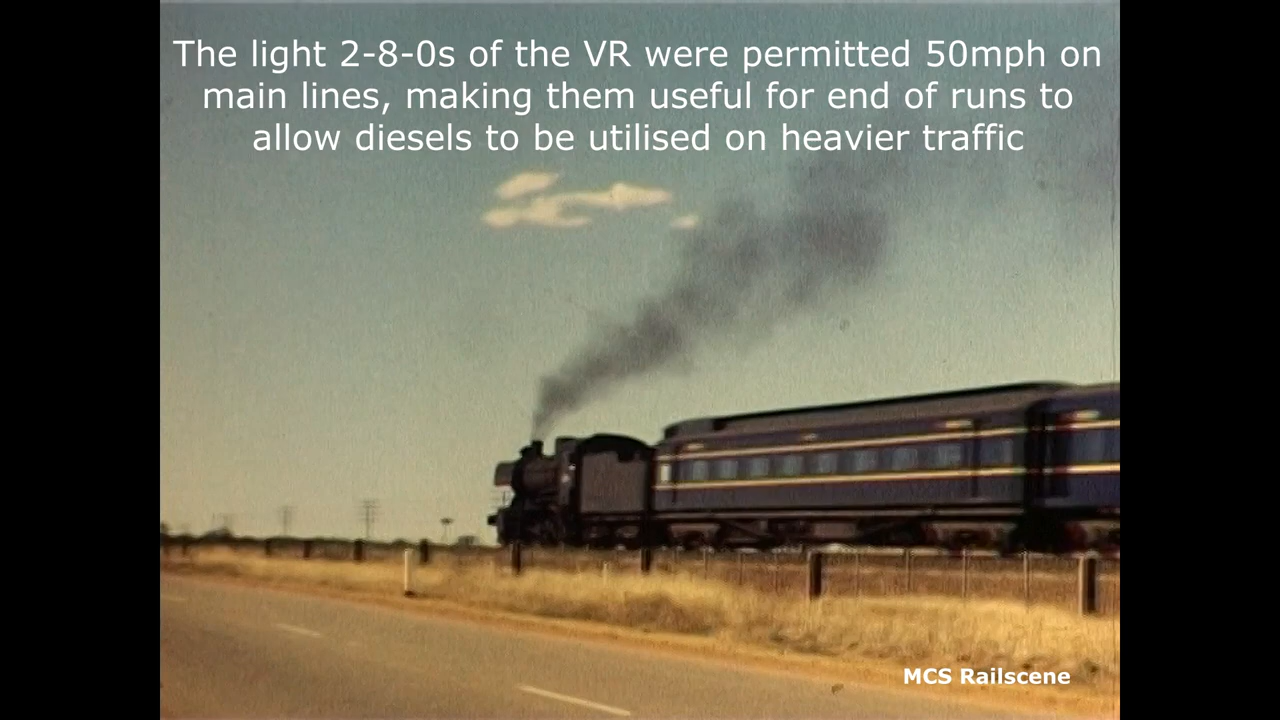 The light 2-8-0s of the VR were permitted 50mph on
main lines, making them useful for end of runs to
allow diesels to be utilised on heavier traffic
MCS Railscene